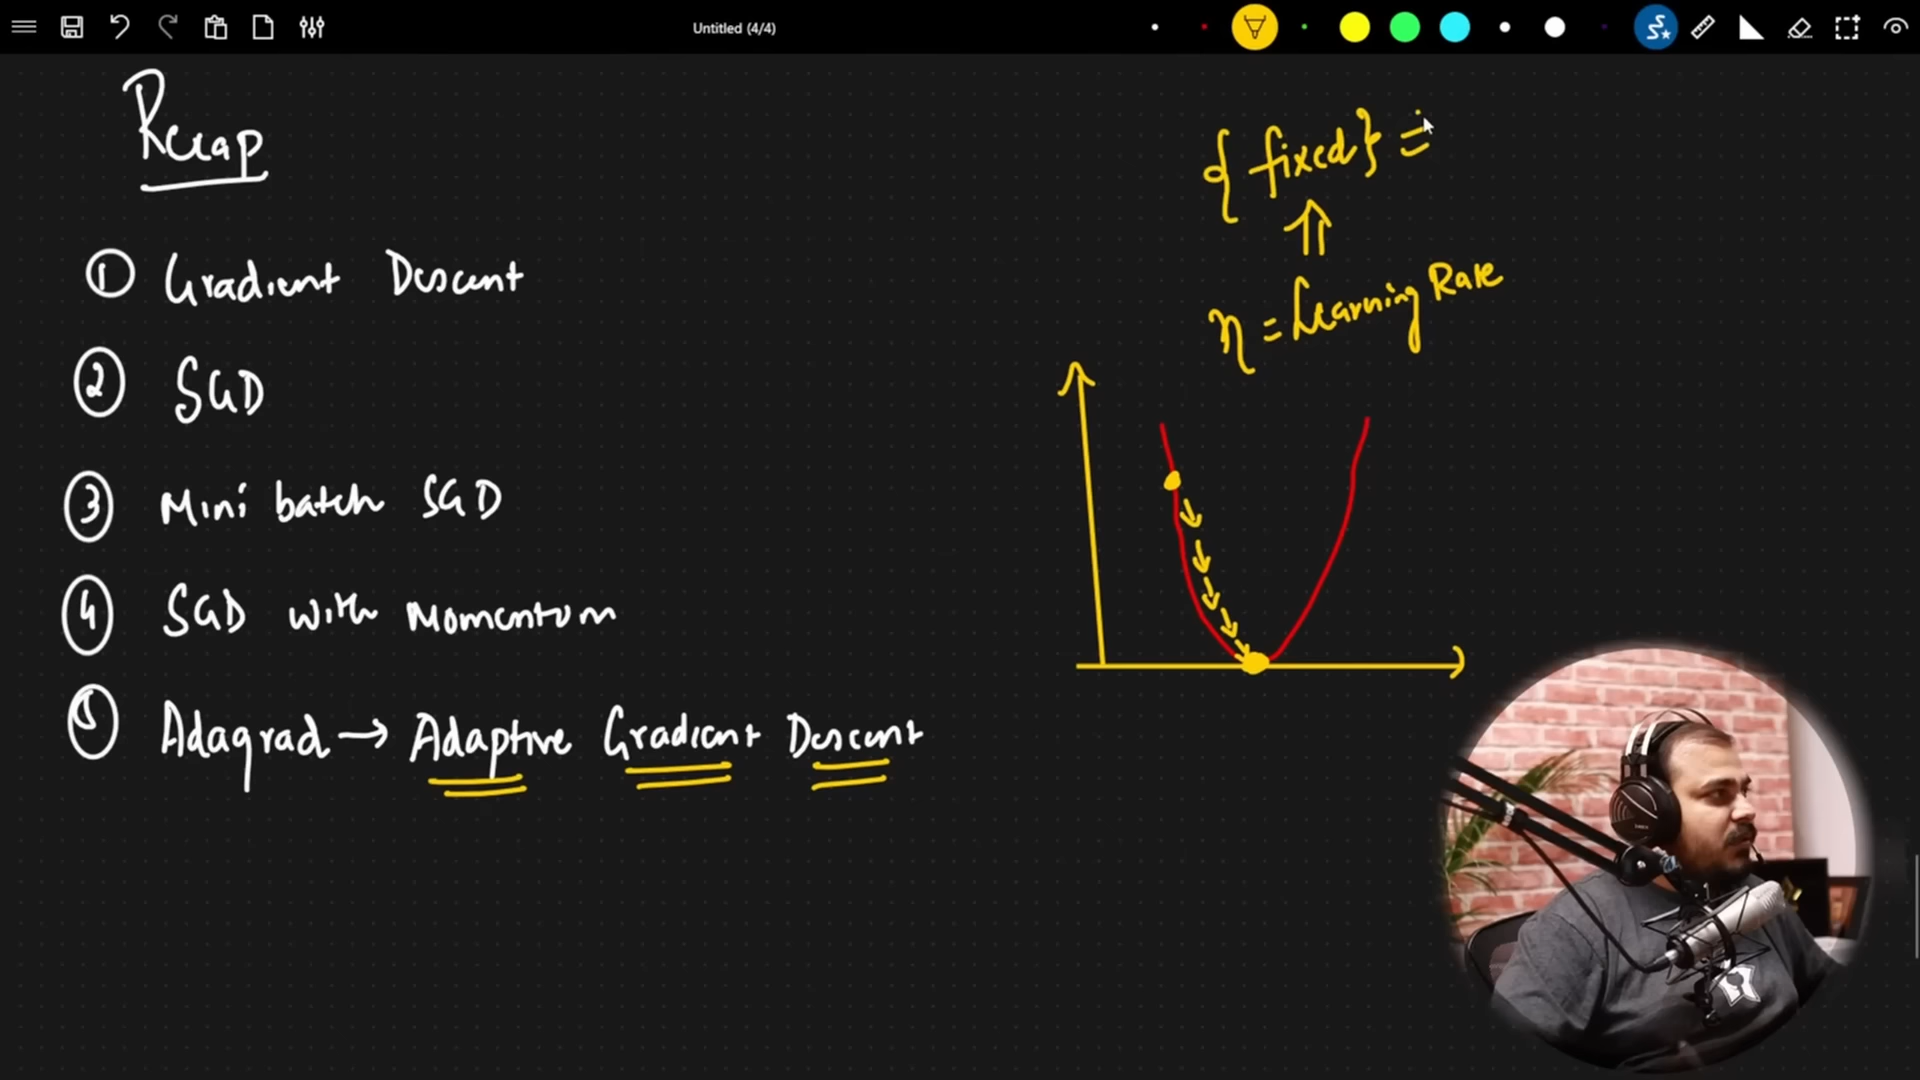 Untitled (4/4)
Recap
{ fixed } =
η = Learning Rate
① Gradient Descent
② SGD
③ Mini batch SGD
④ SGD with Momentum
⑤ Adagrad → Adaptive Gradient Descent